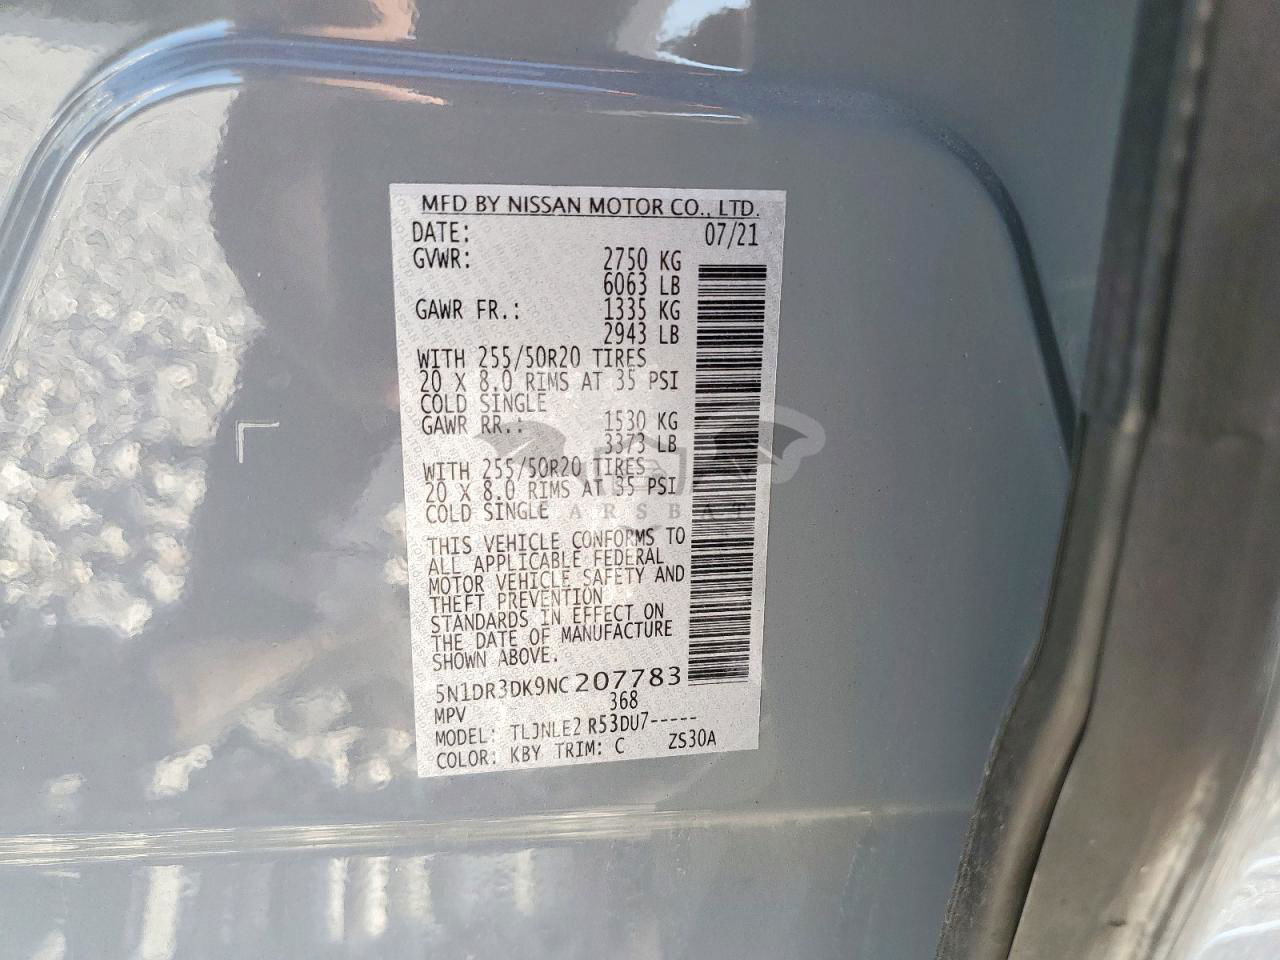 MFD BY NISSAN MOTOR CO., LTD.
DATE: 07/21
GVWR: 2750 KG
6063 LB
GAWR FR.: 1335 KG
2943 LB
WITH 255/50R20 TIRES
20 X 8.0 RIMS AT 35 PSI
COLD SINGLE
GAWR RR.: 1530 KG
3373 LB
WITH 255/50R20 TIRES
20 X 8.0 RIMS AT 35 PSI
COLD SINGLE
ARSBAT
THIS VEHICLE CONFORMS TO
ALL APPLICABLE FEDERAL
MOTOR VEHICLE SAFETY AND
THEFT PREVENTION
STANDARDS IN EFFECT ON
THE DATE OF MANUFACTURE
SHOWN ABOVE.
5N1DR3DK9NC207783
MPV 368
MODEL: TLJNLE2 R53DU7-----
COLOR: KBY TRIM: C ZS30A